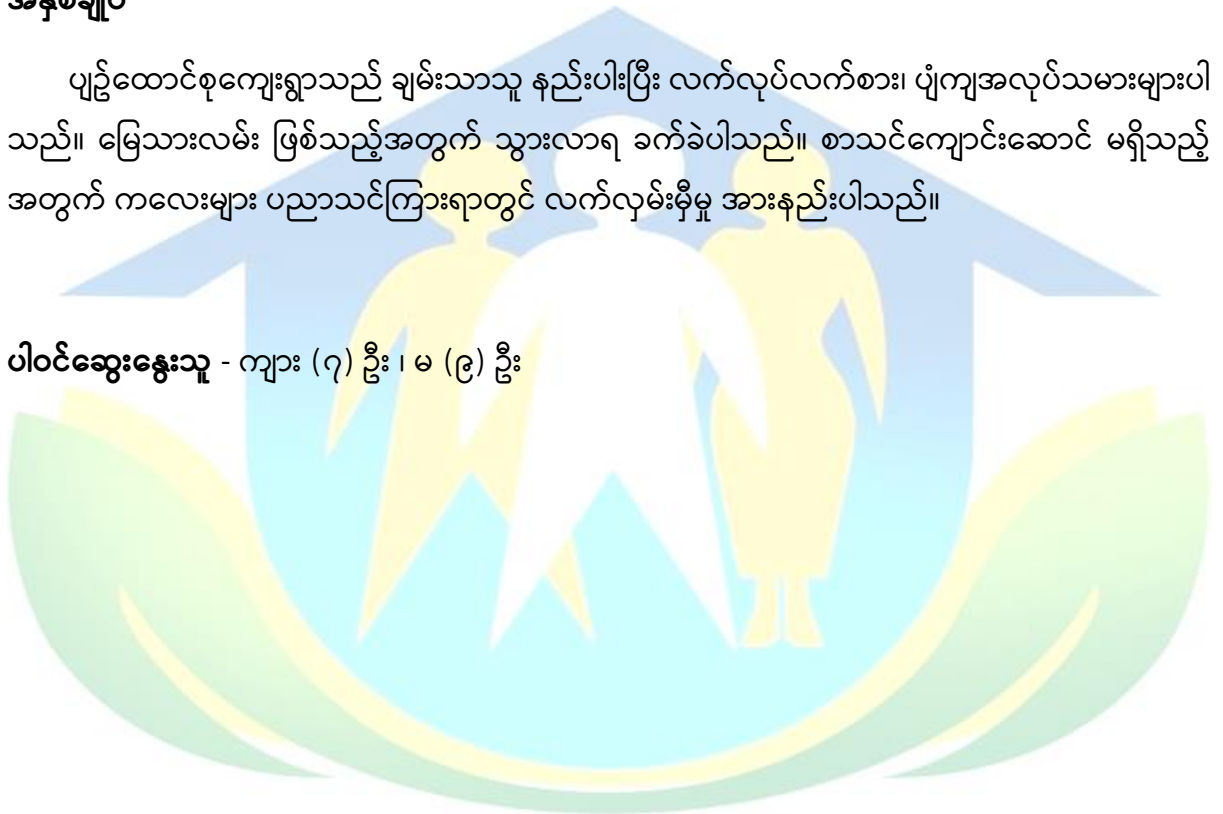 အနှစ်ချုပ်
ပျဥ်ထောင်စုကျေးရွာသည် ချမ်းသာသူ နည်းပါးပြီး လက်လုပ်လက်စား၊ ပျံကျအလုပ်သမားများပါ
သည်။ မြေသားလမ်း ဖြစ်သည့်အတွက် သွားလာရ ခက်ခဲပါသည်။ စာသင်ကျောင်းဆောင် မရှိသည့်
အတွက် ကလေးများ ပညာသင်ကြားရာတွင် လက်လှမ်းမှီမှု အားနည်းပါသည်။
ပါဝင်ဆွေးနွေးသူ - ကျား (၇) ဦး ၊ မ (၉) ဦး